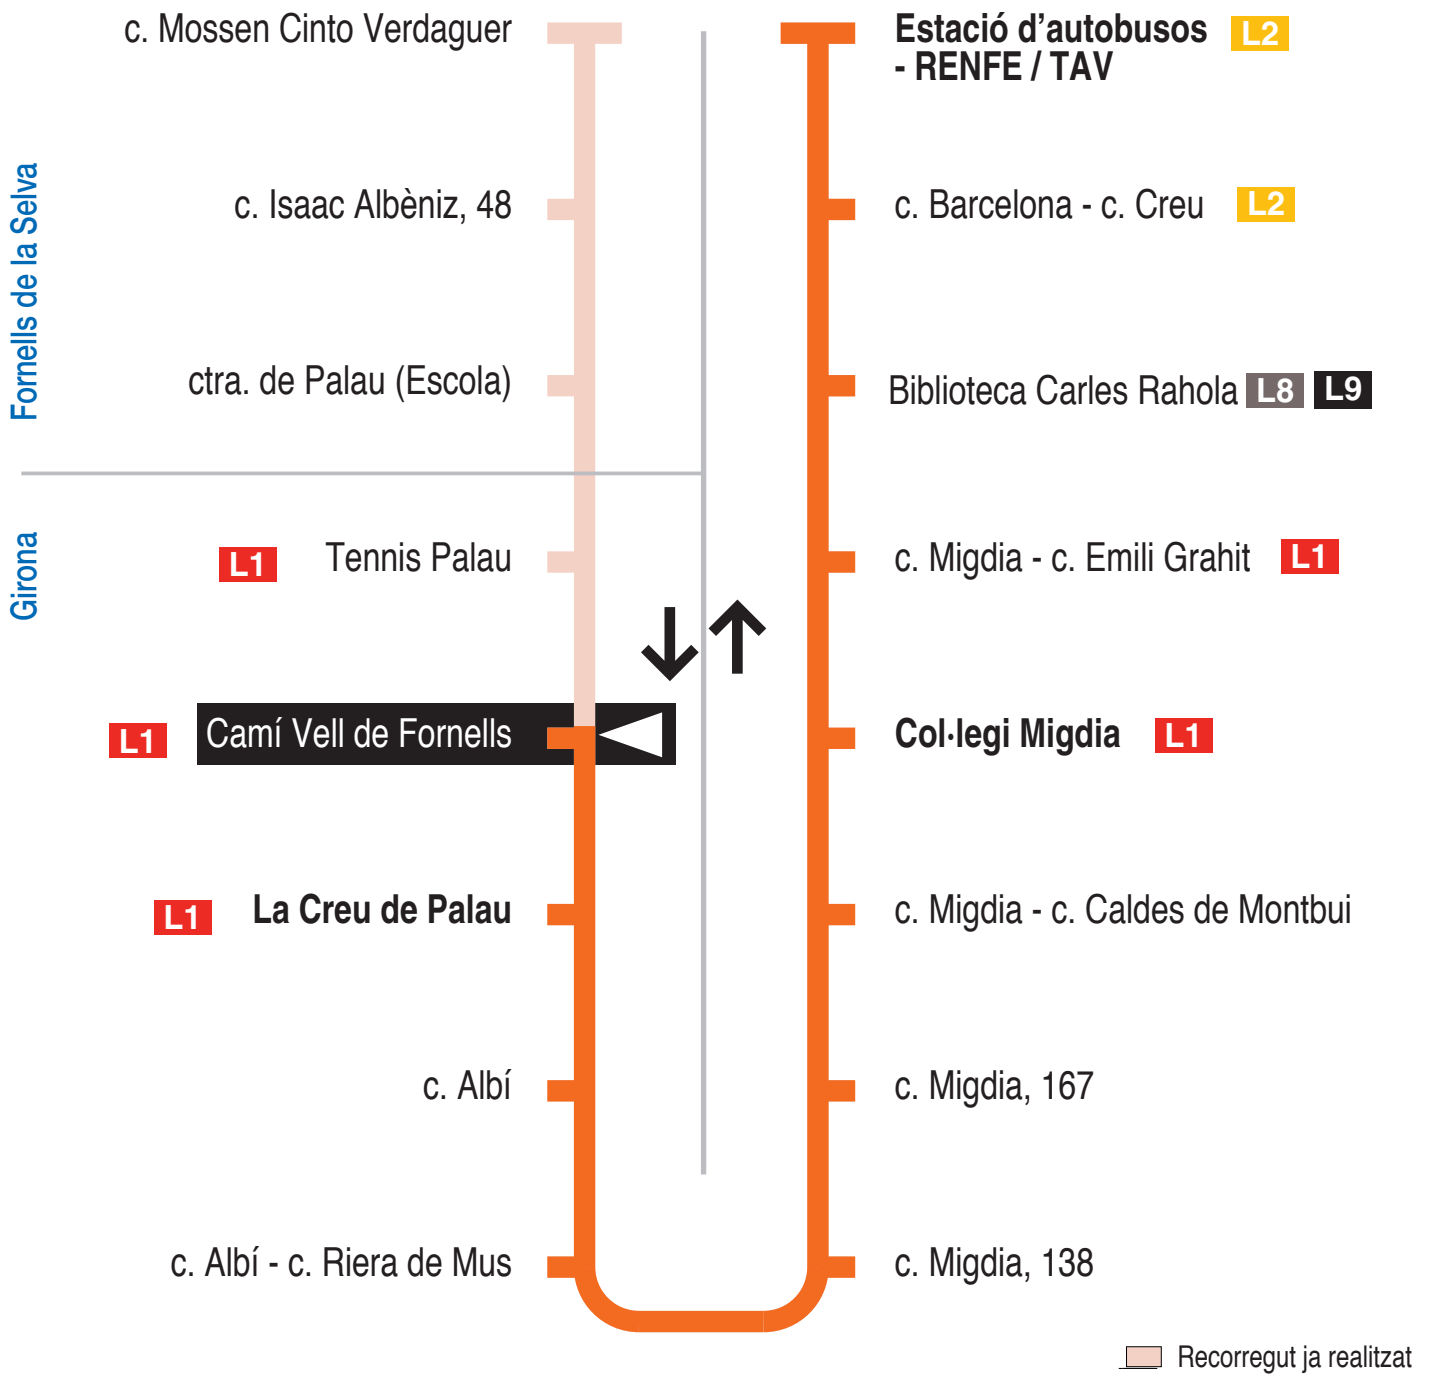 c. Mossen Cinto Verdaguer
c. Isaac Albèniz, 48
ctra. de Palau (Escola)
Fornells de la Selva
Girona
L1 Tennis Palau
L1 Camí Vell de Fornells
L1 La Creu de Palau
c. Albí
c. Albí - c. Riera de Mus
Estació d’autobusos L2
- RENFE / TAV
c. Barcelona - c. Creu L2
Biblioteca Carles Rahola L8 L9
c. Migdia - c. Emili Grahit L1
Col·legi Migdia L1
c. Migdia - c. Caldes de Montbui
c. Migdia, 167
c. Migdia, 138
Recorregut ja realitzat